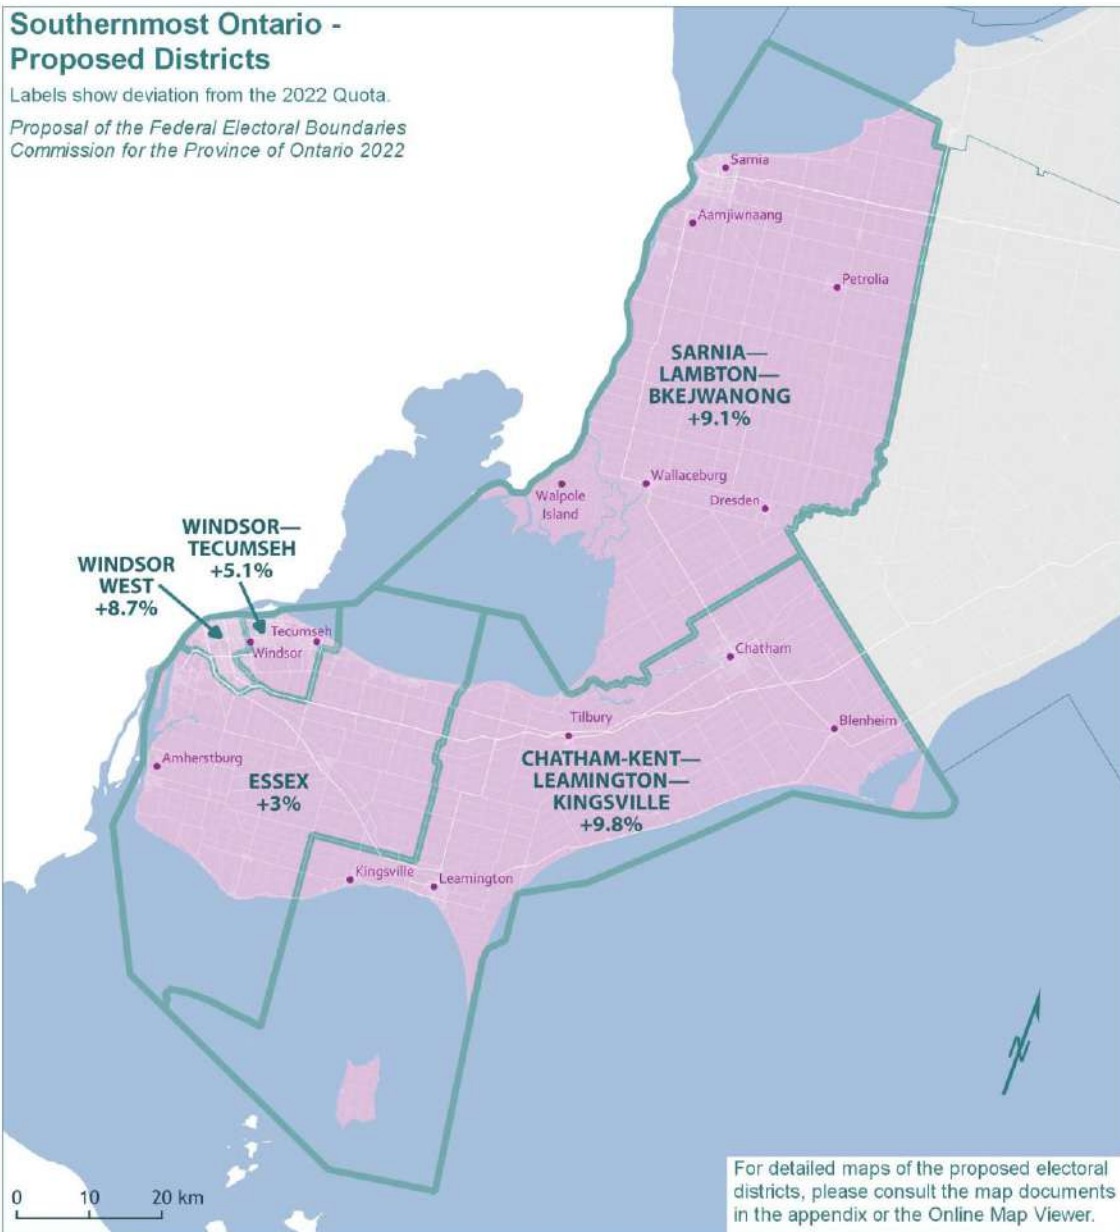 Southernmost Ontario -
Proposed Districts
Labels show deviation from the 2022 Quota.
Proposal of the Federal Electoral Boundaries
Commission for the Province of Ontario 2022
Sarnia
Aamjiwnaang
Petrolia
SARNIA—
LAMBTON—
BKEJWANONG
+9.1%
Wallaceburg
Walpole
Island
Dresden
WINDSOR—
TECUMSEH
+5.1%
WINDSOR
WEST
+8.7%
Tecumseh
Windsor
Chatham
Tilbury
Blenheim
Amherstburg
ESSEX
+3%
CHATHAM-KENT—
LEAMINGTON—
KINGSVILLE
+9.8%
Kingsville
Leamington
N
0 10 20 km
For detailed maps of the proposed electoral
districts, please consult the map documents
in the appendix or the Online Map Viewer.